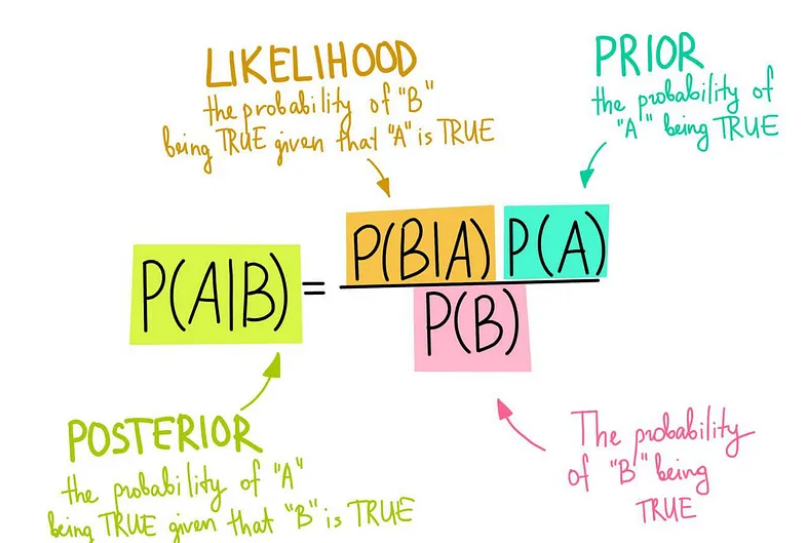 LIKELIHOOD
the probability of "B"
being TRUE given that "A" is TRUE
PRIOR
the probability of
"A" being TRUE
P(A|B) = P(B|A) P(A)
P(B)
POSTERIOR
the probability of "A"
being TRUE given that "B" is TRUE
The probability
of "B" being
TRUE